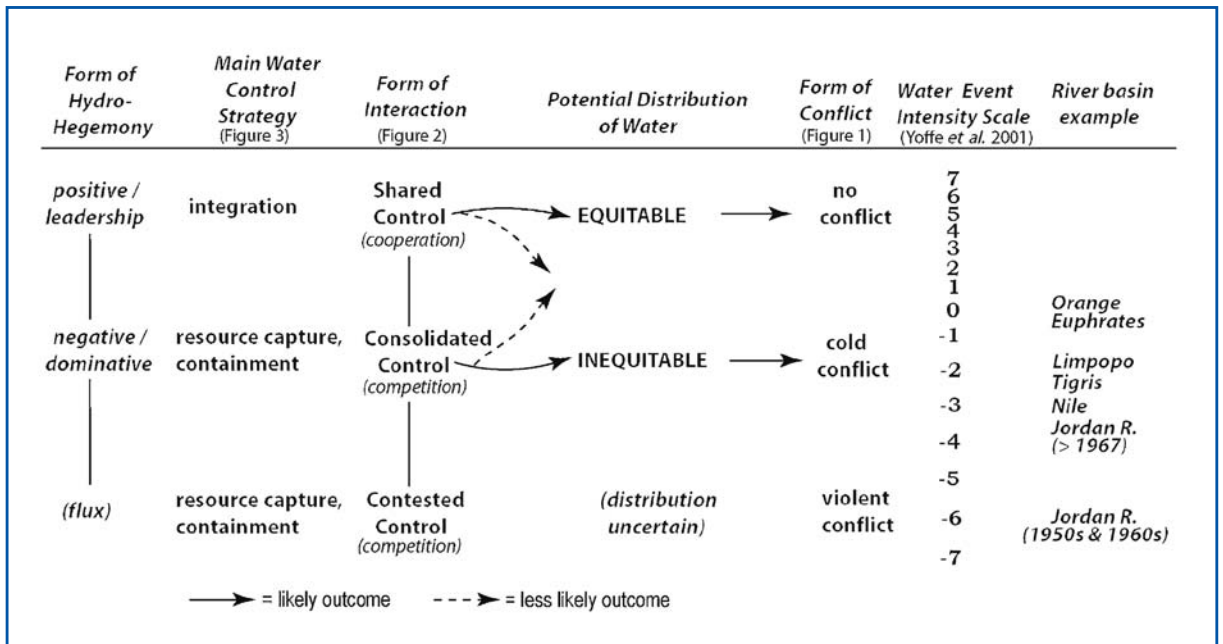 Form of
Hydro-
Hegemony
Main Water
Control
Strategy
(Figure 3)
Form of
Interaction
(Figure 2)
Potential Distribution
of Water
Form of
Conflict
(Figure 1)
Water Event
Intensity Scale
(Yoffe et al. 2001)
River basin
example
positive /
leadership
integration
Shared
Control
(cooperation)
EQUITABLE
no
conflict
7
6
5
4
3
2
1
0
Orange
Euphrates
negative /
dominative
resource capture,
containment
Consolidated
Control
(competition)
INEQUITABLE
cold
conflict
-1
-2
-3
-4
Limpopo
Tigris
Nile
Jordan R.
(> 1967)
(flux)
resource capture,
containment
Contested
Control
(competition)
(distribution
uncertain)
violent
conflict
-5
-6
-7
Jordan R.
(1950s & 1960s)
= likely outcome
= less likely outcome